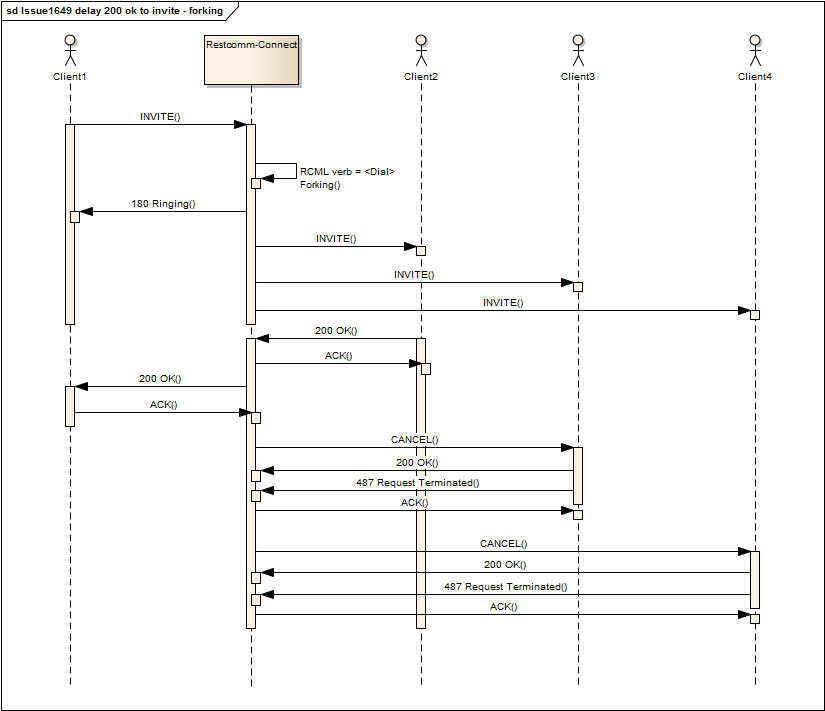 sd Issue1649 delay 200 ok to invite - forking
Client1
Restcomm-Connect
Client2
Client3
Client4
INVITE()
RCML verb = <Dial>
Forking()
180 Ringing()
INVITE()
INVITE()
INVITE()
200 OK()
ACK()
200 OK()
ACK()
CANCEL()
200 OK()
487 Request Terminated()
ACK()
CANCEL()
200 OK()
487 Request Terminated()
ACK()